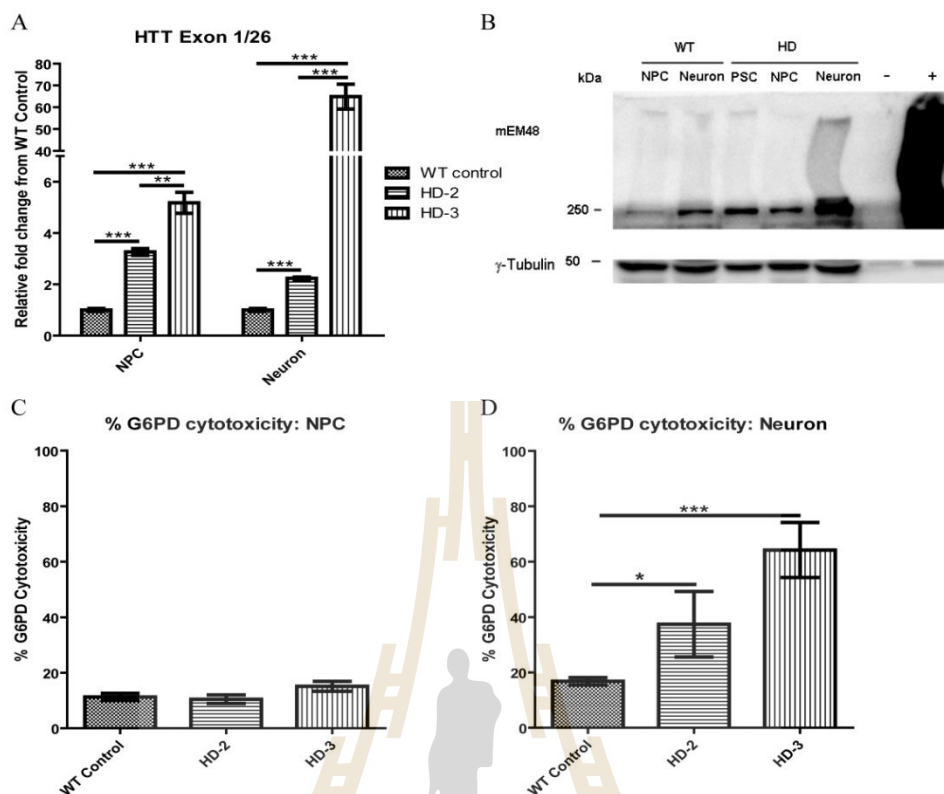 A
HTT Exon 1/26
Relative fold change from WT Control
80
70
60
50
40
6
4
2
0
***
***
***
**
***
***
NPC
Neuron
WT control
HD-2
HD-3
B
WT HD
kDa NPC Neuron PSC NPC Neuron - +
mEM48
250 –
γ-Tubulin 50 –
C
% G6PD cytotoxicity: NPC
% G6PD Cytotoxicity
100
80
60
40
20
0
WT Control
HD-2
HD-3
D
% G6PD cytotoxicity: Neuron
% G6PD Cytotoxicity
100
80
60
40
20
0
***
*
WT Control
HD-2
HD-3